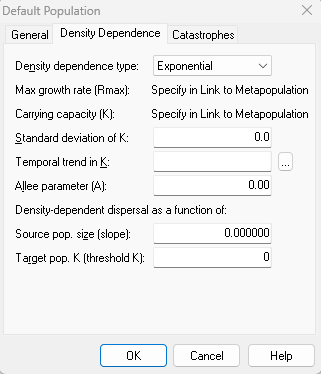 Default Population
General Density Dependence Catastrophes
Density dependence type: Exponential
Max growth rate (Rmax): Specify in Link to Metapopulation
Carrying capacity (K): Specify in Link to Metapopulation
Standard deviation of K: 0.0
Temporal trend in K: ...
Allee parameter (A): 0.00
Density-dependent dispersal as a function of:
Source pop. size (slope): 0.000000
Target pop. K (threshold K): 0
OK Cancel Help